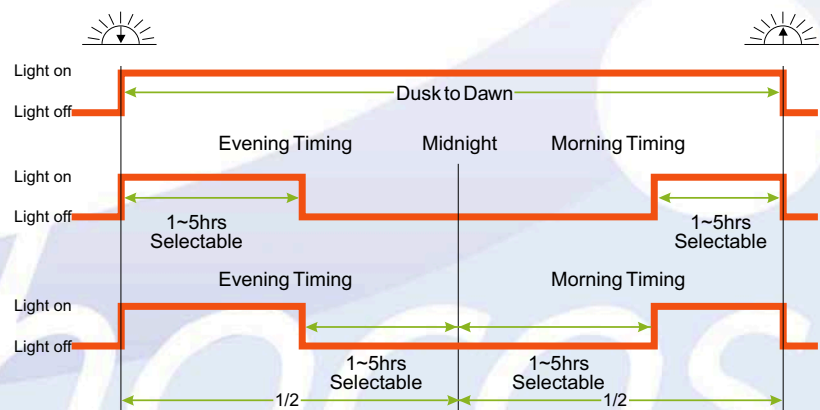 Light on
Dusk to Dawn
Light off
Evening Timing Midnight Morning Timing
Light on
Light off
1~5hrs
Selectable
1~5hrs
Selectable
Evening Timing Morning Timing
Light on
Light off
1~5hrs
Selectable
1~5hrs
Selectable
1/2 1/2
hocos